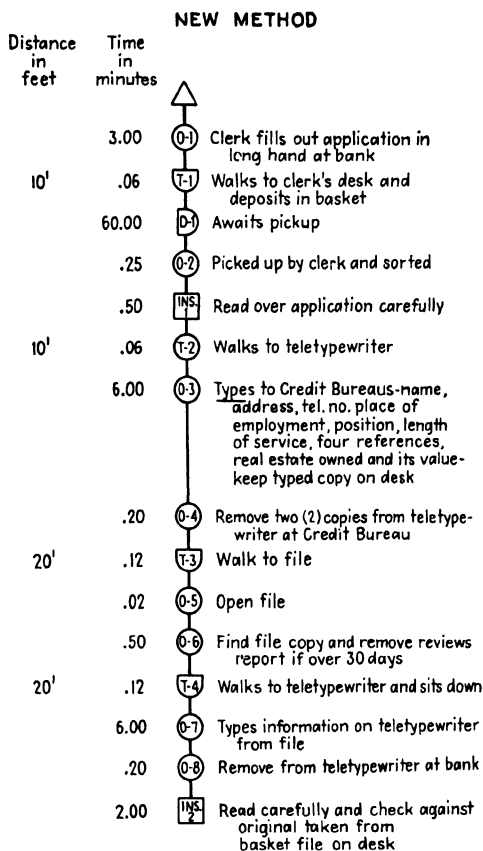 NEW METHOD
Distance in feet
Time in minutes
3.00 O-1 Clerk fills out application in
long hand at bank
10' .06 T-1 Walks to clerk's desk and
deposits in basket
60.00 D-1 Awaits pickup
.25 O-2 Picked up by clerk and sorted
.50 INS. Read over application carefully
10' .06 T-2 Walks to teletypewriter
6.00 O-3 Types to Credit Bureaus-name,
address, tel. no. place of
employment, position, length
of service, four references,
real estate owned and its value-
keep typed copy on desk
.20 O-4 Remove two (2) copies from teletype-
writer at Credit Bureau
20' .12 T-3 Walk to file
.02 O-5 Open file
.50 O-6 Find file copy and remove reviews
report if over 30 days
20' .12 T-4 Walks to teletypewriter and sits down
6.00 O-7 Types information on teletypewriter
from file
.20 O-8 Remove from teletypewriter at bank
2.00 INS. 2 Read carefully and check against
original taken from
basket file on desk